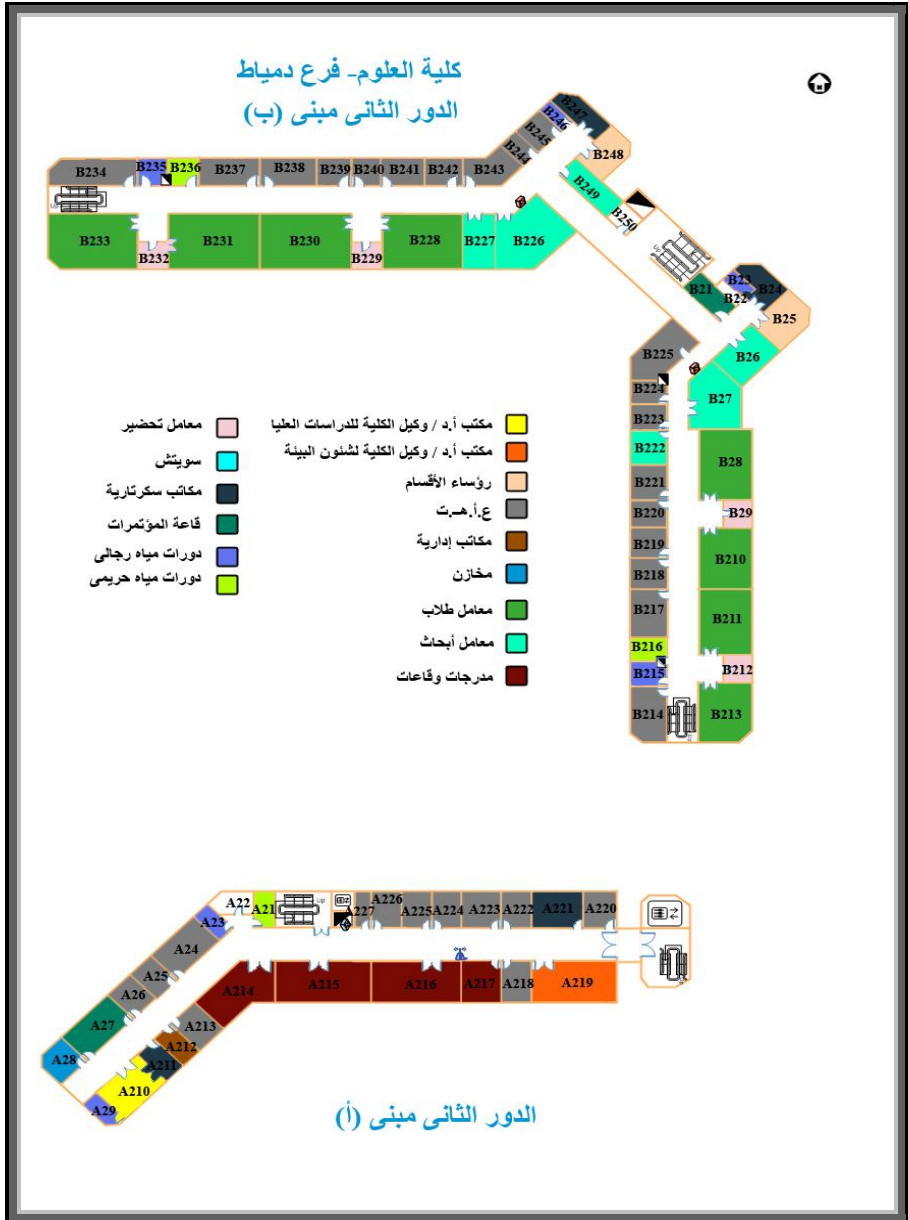 كلية العلوم- فرع دمياط
الدور الثانى مبنى (ب)
B247
B246
B245
B244
B248
B234
B235
B236
B237
B238
B239
B240
B241
B242
B243
B249
B250
Up
B233
B232
B231
B230
B229
B228
B227
B226
Up
B21
B22
B23
B24
B25
B26
B27
B225
B224
B223
B222
B221
B220
B219
B218
B217
B216
B215
B214
B28
B29
B210
B211
B212
B213
مكتب أ.د / وكيل الكلية للدراسات العليا
مكتب أ.د / وكيل الكلية لشئون البيئة
رؤساء الأقسام
ع.أ.هـ.ت
مكاتب إدارية
مخازن
معامل طلاب
معامل أبحاث
مدرجات وقاعات
معامل تحضير
سويتش
مكاتب سكرتارية
قاعة المؤتمرات
دورات مياه رجالى
دورات مياه حريمى
A22
A21
Up
A227
A226
A225
A224
A223
A222
A221
A220
A23
A24
A25
A26
A27
A28
A29
A210
A211
A212
A213
A214
A215
A216
A217
A218
A219
الدور الثانى مبنى (أ)